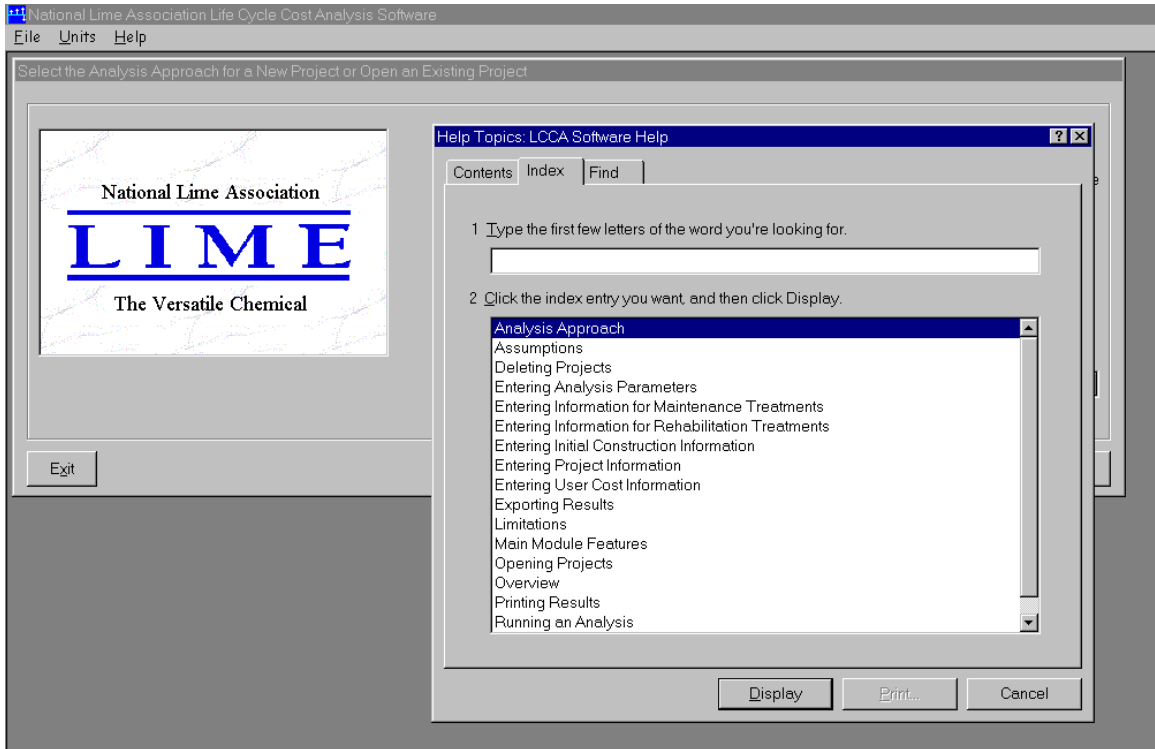 National Lime Association Life Cycle Cost Analysis Software
File Units Help
Select the Analysis Approach for a New Project or Open an Existing Project
National Lime Association
LIME
The Versatile Chemical
Exit
Help Topics: LCCA Software Help
Contents Index Find
1 Type the first few letters of the word you're looking for.
2 Click the index entry you want, and then click Display.
Analysis Approach
Assumptions
Deleting Projects
Entering Analysis Parameters
Entering Information for Maintenance Treatments
Entering Information for Rehabilitation Treatments
Entering Initial Construction Information
Entering Project Information
Entering User Cost Information
Exporting Results
Limitations
Main Module Features
Opening Projects
Overview
Printing Results
Running an Analysis
Display Print... Cancel